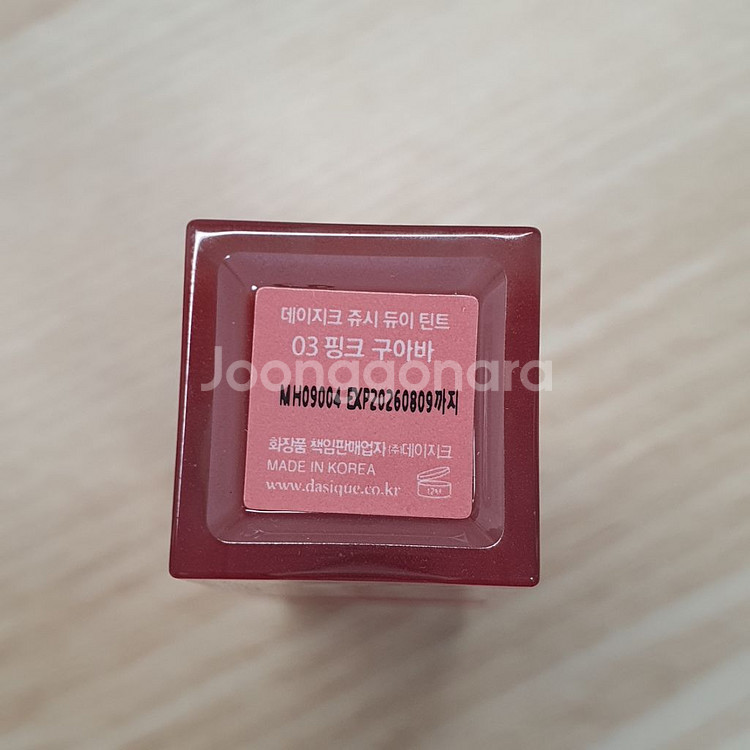 데이지크 쥬시 듀이 틴트
03 핑크 구아바
Joonggonara
MH09004 EXP20260809까지
화장품 책임판매업자 (주)데이지크
MADE IN KOREA
www.dasique.co.kr
12M